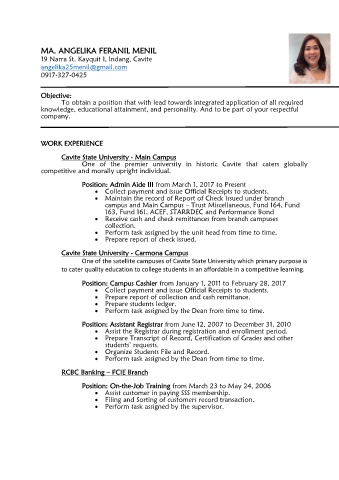 MA. ANGELIKA FERANIL MENIL
19 Narra St. Kayquit I, Indang, Cavite
angelika25menil@gmail.com
0917-327-0425
Objective:
To obtain a position that with lead towards integrated application of all required
knowledge, educational attainment, and personality. And to be part of your respectful
company.
WORK EXPERIENCE
Cavite State University - Main Campus
One of the premier university in historic Cavite that caters globally
competitive and morally upright individual.
Position: Admin Aide III from March 1, 2017 to Present
• Collect payment and issue Official Receipts to students.
• Maintain the record of Report of Check Issued under branch
campus and Main Campus – Trust Miscellaneous, Fund 164, Fund
163, Fund 161, ACEF, STARRDEC and Performance Bond
• Receive cash and check remittances from branch campuses
collection.
• Perform task assigned by the unit head from time to time.
• Prepare report of check issued.
Cavite State University - Carmona Campus
One of the satellite campuses of Cavite State University which primary purpose is
to cater quality education to college students in an affordable in a competitive learning.
Position: Campus Cashier from January 1, 2011 to February 28, 2017
• Collect payment and issue Official Receipts to students.
• Prepare report of collection and cash remittance.
• Prepare students ledger.
• Perform task assigned by the Dean from time to time.
Position: Assistant Registrar from June 12, 2007 to December 31, 2010
• Assist the Registrar during registration and enrollment period.
• Prepare Transcript of Record, Certification of Grades and other
students' requests.
• Organize Students File and Record.
• Perform task assigned by the Dean from time to time.
RCBC Banking – FCIE Branch
Position: On-the-Job Training from March 23 to May 24, 2006
• Assist customer in paying SSS membership.
• Filing and Sorting of customers record transaction.
• Perform task assigned by the supervisor.